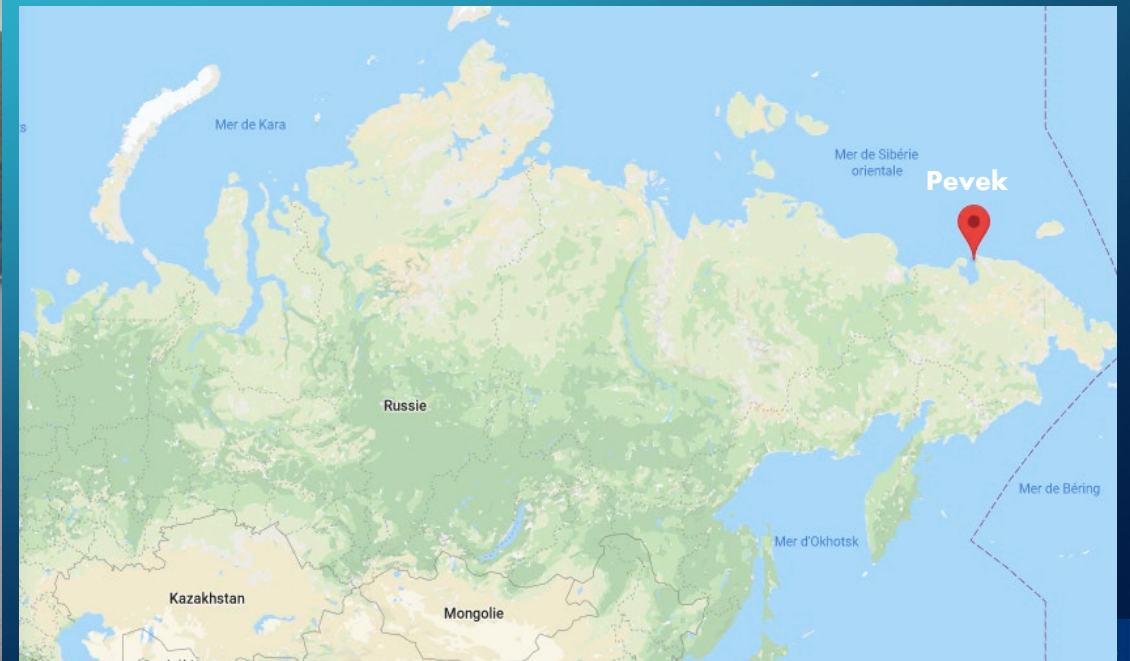 Mer de Kara
Mer de Sibérie
orientale
Pevek
Russie
Mer de Béring
Mer d'Okhotsk
Kazakhstan
Mongolie